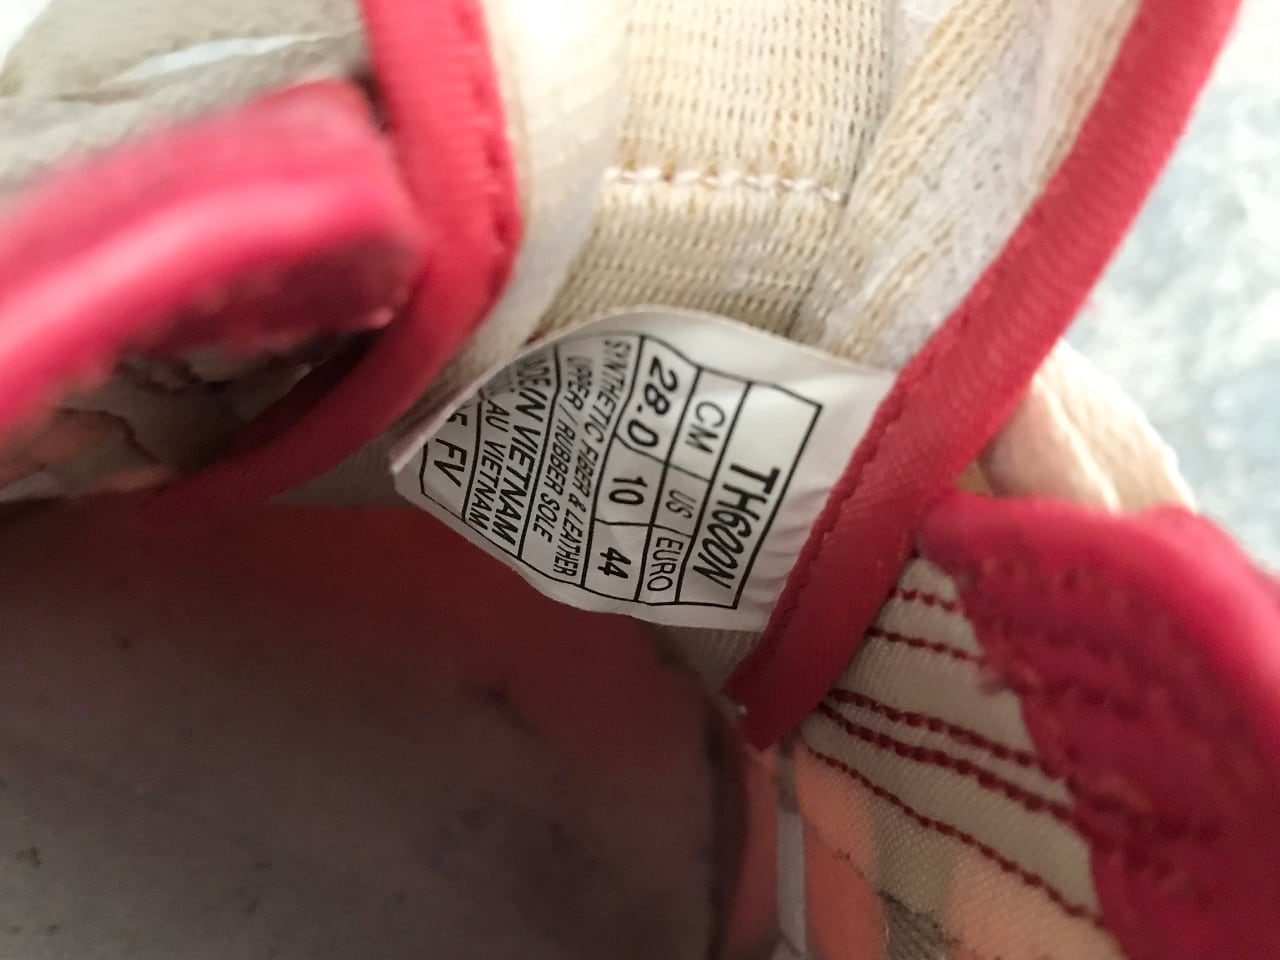 TH600N
CM US EURO
28.0 10 44
SYNTHETIC FIBER & LEATHER
UPPER / RUBBER SOLE
IN VIETNAM
AU VIETNAM
FV